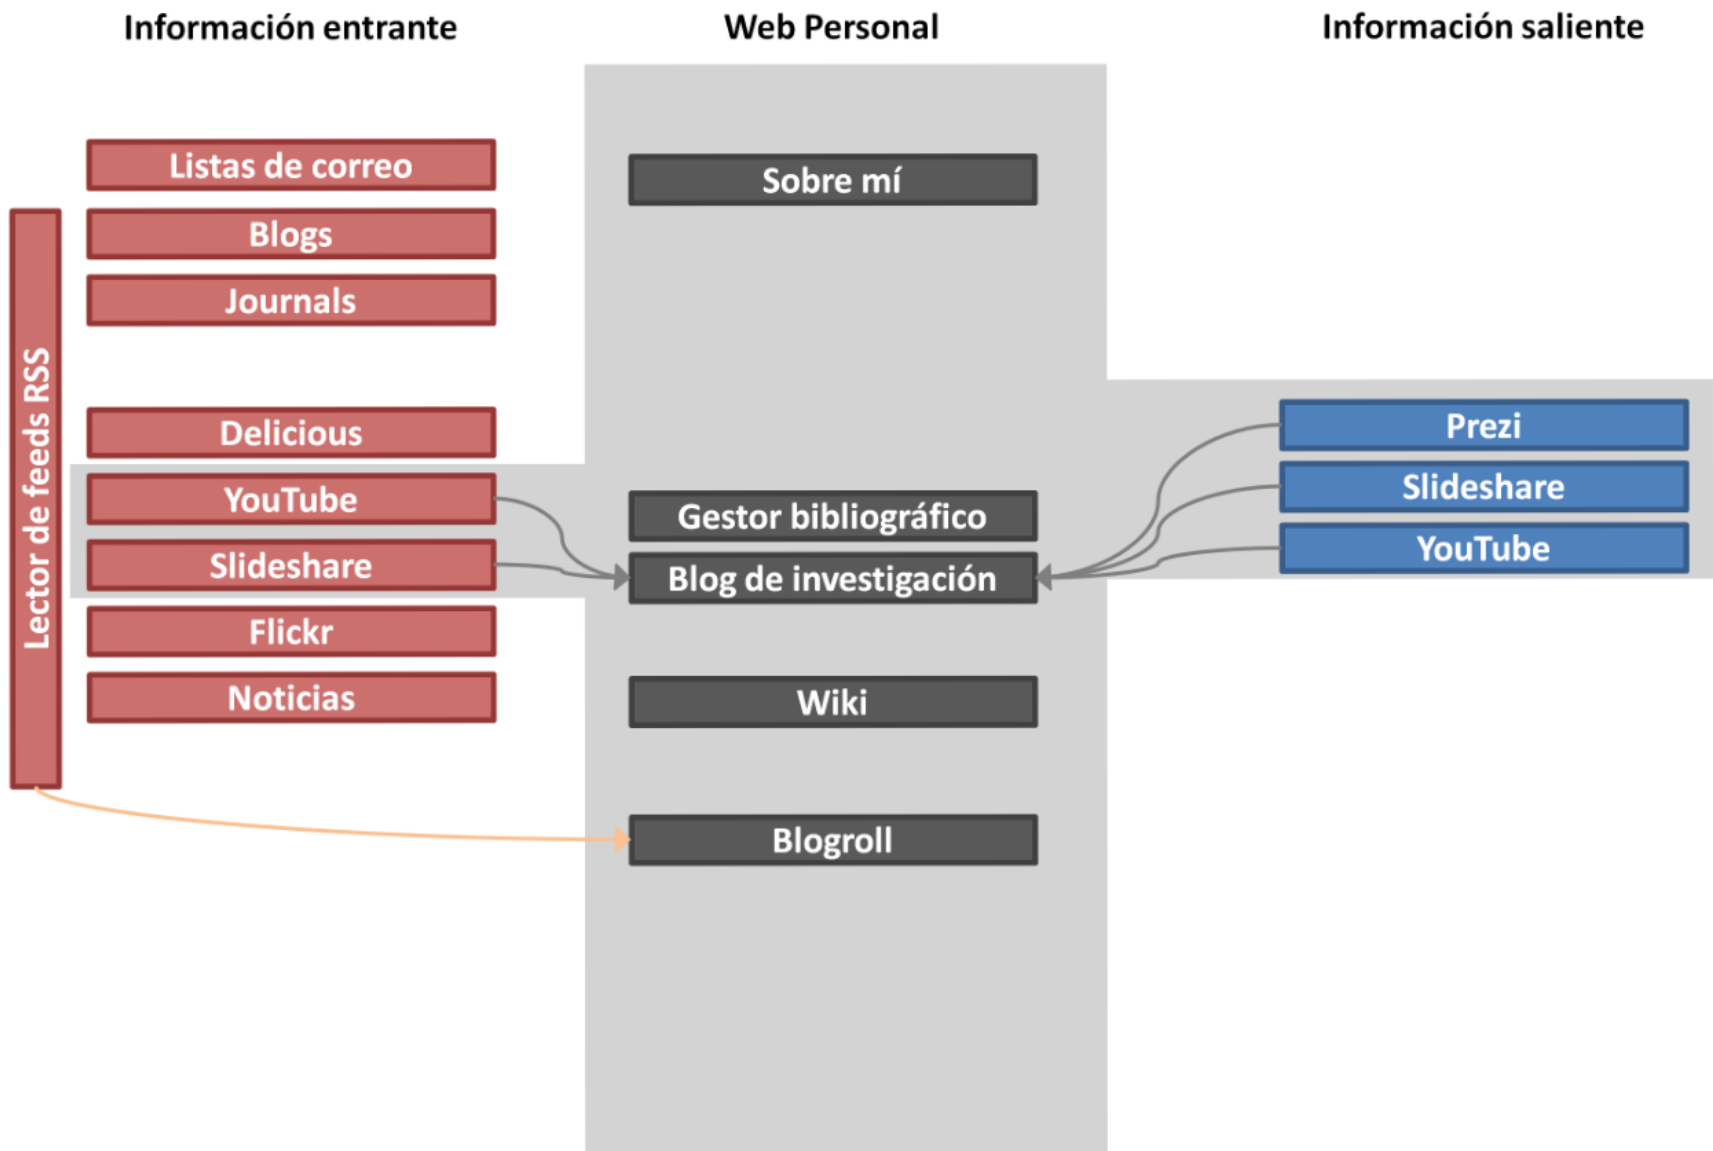 Información entrante
Web Personal
Información saliente
Listas de correo
Blogs
Journals
Delicious
YouTube
Slideshare
Flickr
Noticias
Lector de feeds RSS
Sobre mí
Gestor bibliográfico
Blog de investigación
Wiki
Blogroll
Prezi
Slideshare
YouTube